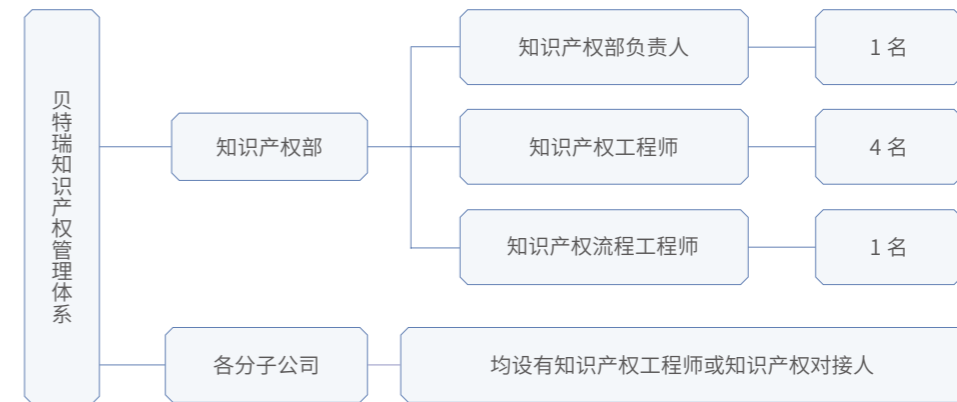 贝特瑞知识产权管理体系
知识产权部
知识产权部负责人
1 名
知识产权工程师
4 名
知识产权流程工程师
1 名
各分子公司
均设有知识产权工程师或知识产权对接人